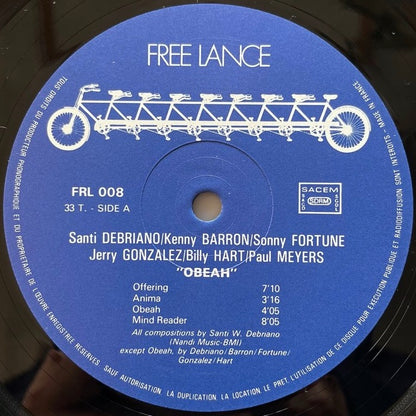 FREE LANCE
FRL 008
33 T. - SIDE A
SACEM
SACD
SDRM
SGDL
Santi DEBRIANO/Kenny BARRON/Sonny FORTUNE
Jerry GONZALEZ/Billy HART/Paul MEYERS
"OBEAH"
Offering 7'10
Anima 3'16
Obeah 4'05
Mind Reader 8'05
All compositions by Santi W. Debriano
(Nandi Music-BMI)
except Obeah, by Debriano/Barron/Fortune/
Gonzalez/Hart
TOUS DROITS DU PRODUCTEUR PHONOGRAPHIQUE ET DU PROPRIETAIRE DE L'ŒUVRE ENREGISTREE RESERVES. SAUF AUTORISATION. LA DUPLICATION, LA LOCATION, LE PRET, L'UTILISATION DE CE DISQUE POUR EXECUTION PUBLIQUE ET RADIODIFFUSION SONT INTERDITS - MADE IN FRANCE